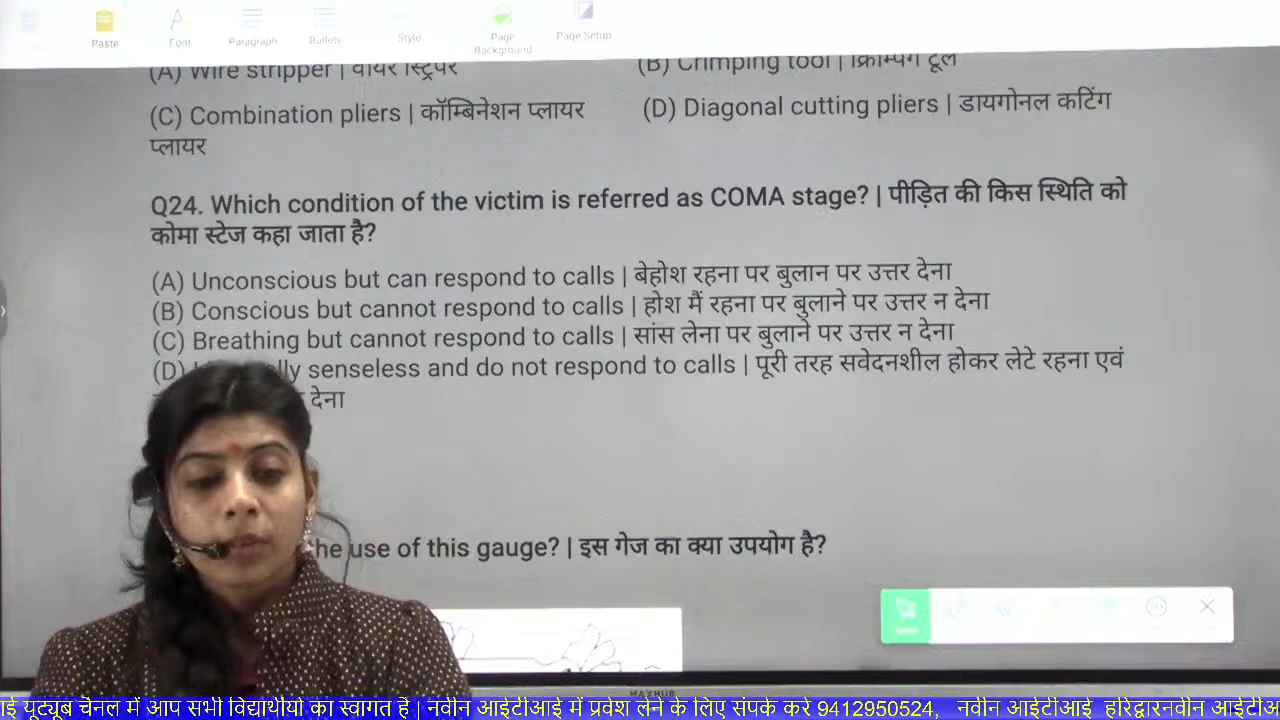 Paste
Font
Paragraph
Bullets
Style
Page Background
Page Setup
(A) Wire stripper | वायर स्ट्रिपर (B) Crimping tool | क्रिम्पिंग टूल
(C) Combination pliers | कॉम्बिनेशन प्लायर (D) Diagonal cutting pliers | डायगोनल कटिंग
प्लायर
Q24. Which condition of the victim is referred as COMA stage? | पीड़ित की किस स्थिति को
कोमा स्टेज कहा जाता है?
(A) Unconscious but can respond to calls | बेहोश रहना पर बुलान पर उत्तर देना
(B) Conscious but cannot respond to calls | होश मैं रहना पर बुलाने पर उत्तर न देना
(C) Breathing but cannot respond to calls | सांस लेना पर बुलाने पर उत्तर न देना
(D) senseless and do not respond to calls | पूरी तरह सवेदनशील होकर लेटे रहना एवं
देना
use of this gauge? | इस गेज का क्या उपयोग है?
MAXHUB
यूट्यूब चैनल में आप सभी विद्यार्थीयो का स्वागत है | नवीन आईटीआई में प्रवेश लेने के लिए संपर्क करे 9412950524, नवीन आईटीआई हरिद्वारनवीन